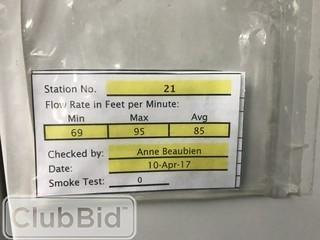 Station No. 21
Flow Rate in Feet per Minute:
Min Max Avg
69 95 85
Checked by: Anne Beaubien
Date: 10-Apr-17
Smoke Test: 0
ClubBid™